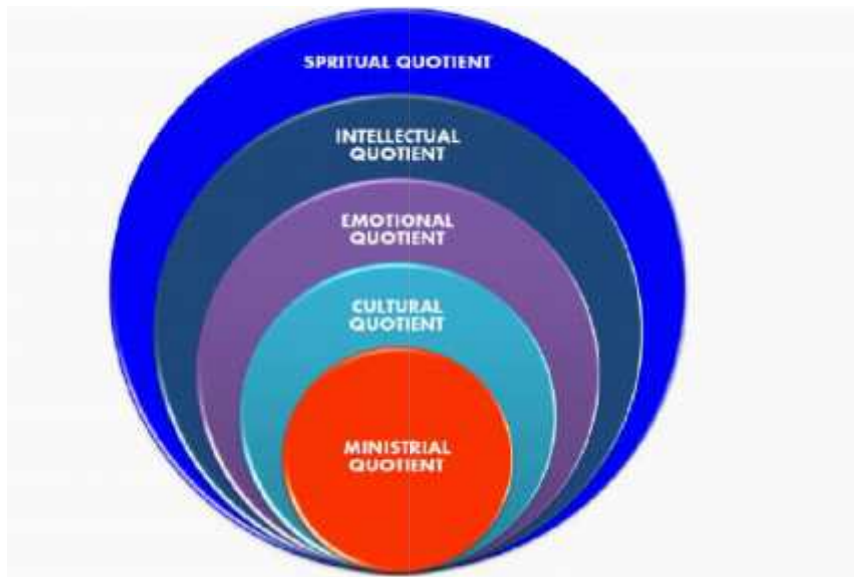 SPRITUAL QUOTIENT
INTELLECTUAL
QUOTIENT
EMOTIONAL
QUOTIENT
CULTURAL
QUOTIENT
MINISTRIAL
QUOTIENT